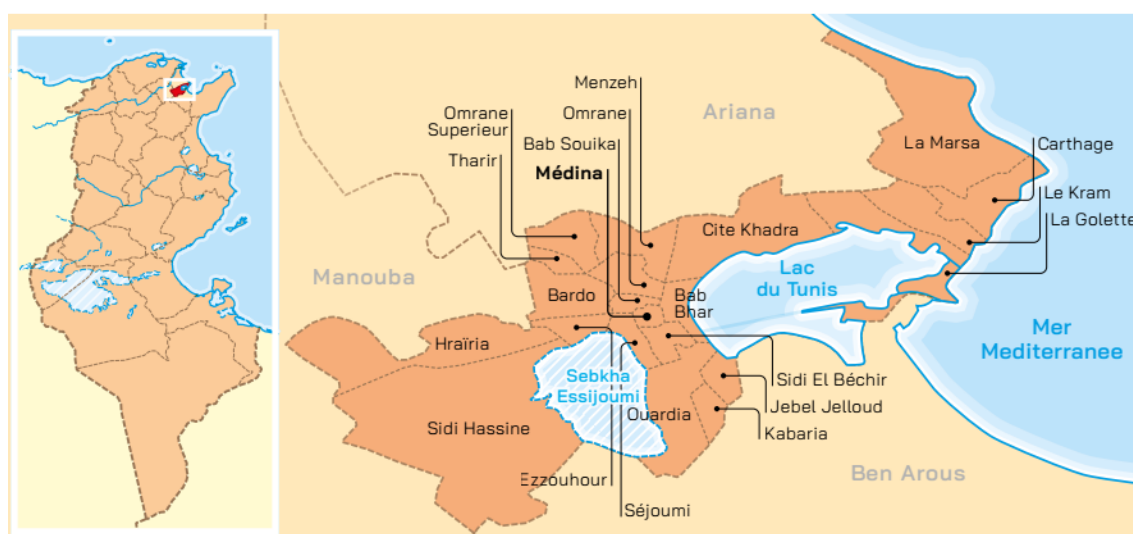 Menzeh
Omrane
Omrane
Superieur
Bab Souika
Tharir
Médina
Ariana
La Marsa
Carthage
Le Kram
La Golette
Cite Khadra
Manouba
Bardo
Bab
Bhar
Lac
du Tunis
Mer
Mediterranee
Hraïria
Sebkha
Essijoumi
Sidi El Béchir
Jebel Jelloud
Kabaria
Ouardia
Sidi Hassine
Ben Arous
Ezzouhour
Séjoumi